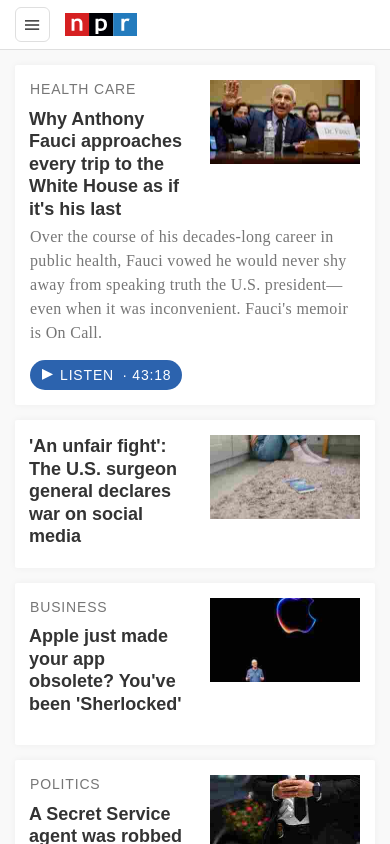 npr
HEALTH CARE
Why Anthony
Fauci approaches
every trip to the
White House as if
it's his last
Over the course of his decades-long career in
public health, Fauci vowed he would never shy
away from speaking truth the U.S. president—
even when it was inconvenient. Fauci's memoir
is On Call.
LISTEN · 43:18
'An unfair fight':
The U.S. surgeon
general declares
war on social
media
BUSINESS
Apple just made
your app
obsolete? You've
been 'Sherlocked'
POLITICS
A Secret Service
agent was robbed